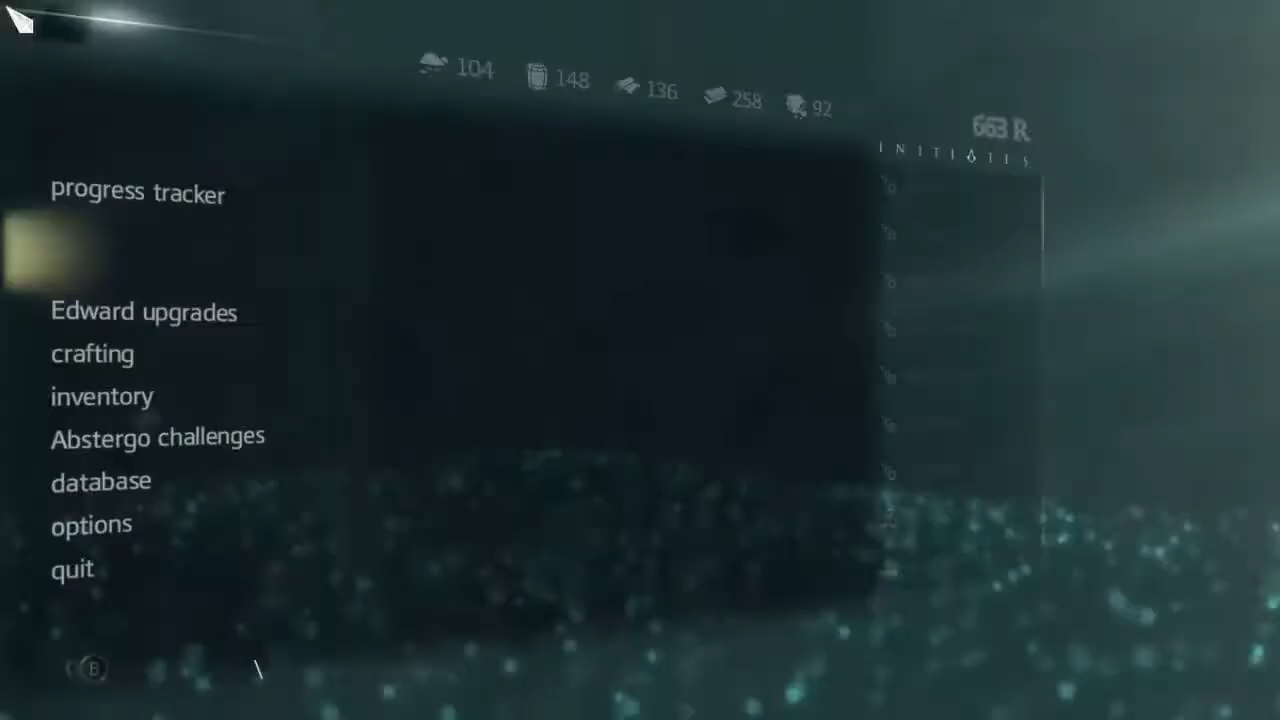 104 148 136 258 92
663 R
INITIATES
progress tracker
Edward upgrades
crafting
inventory
Abstergo challenges
database
options
quit
B